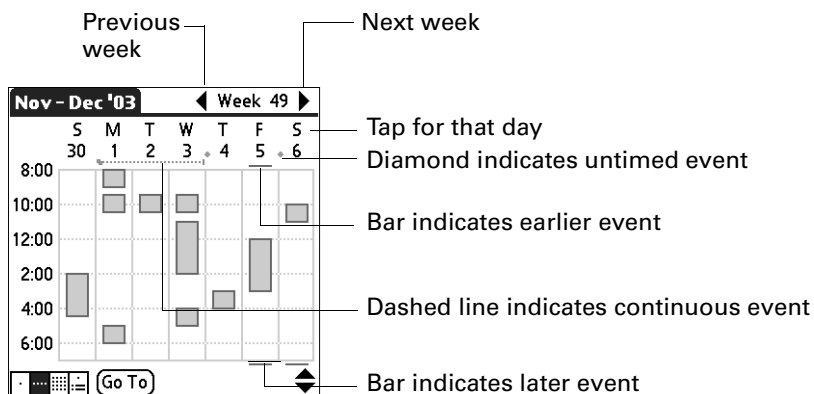 Previous week
Next week
Nov - Dec '03
Week 49
S M T W T F S
30 1 2 3 4 5 6
Tap for that day
Diamond indicates untimed event
8:00
10:00
Bar indicates earlier event
12:00
2:00
4:00
Dashed line indicates continuous event
6:00
Go To
Bar indicates later event